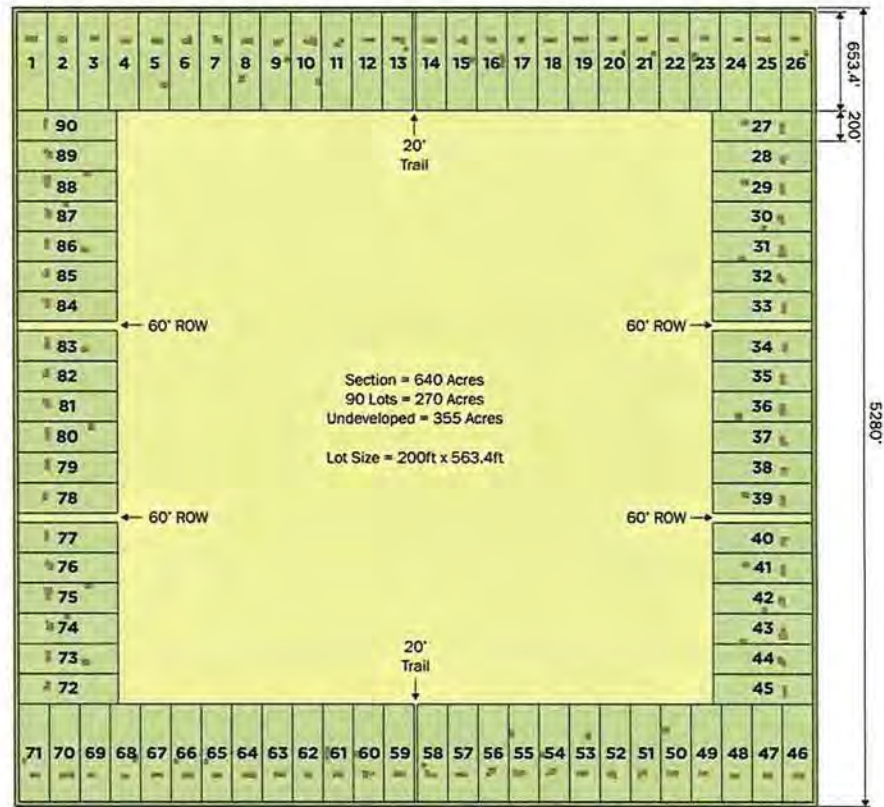 1 2 3 4 5 6 7 8 9 10 11 12 13 14 15 16 17 18 19 20 21 22 23 24 25 26
653.4'
90 27
200'
20'
Trail
89 28
88 29
87 30
86 31
85 32
84 33
60' ROW 60' ROW
83 34
82 35
Section = 640 Acres
81 36
90 Lots = 270 Acres
Undeveloped = 355 Acres
5280'
80 37
Lot Size = 200ft x 563.4ft
79 38
78 39
60' ROW 60' ROW
77 40
76 41
75 42
74 43
20'
Trail
73 44
72 45
71 70 69 68 67 66 65 64 63 62 61 60 59 58 57 56 55 54 53 52 51 50 49 48 47 46